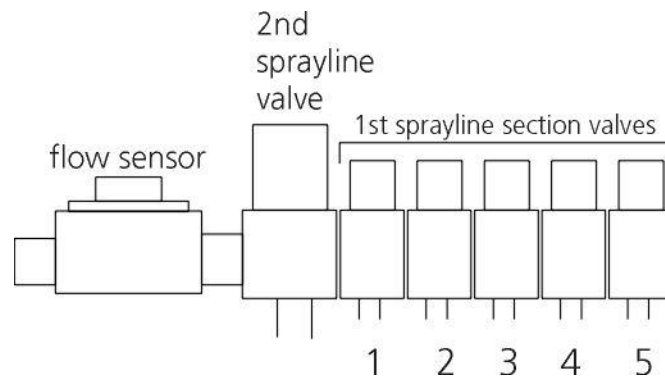 2nd
sprayline
valve
1st sprayline section valves
flow sensor
1 2 3 4 5